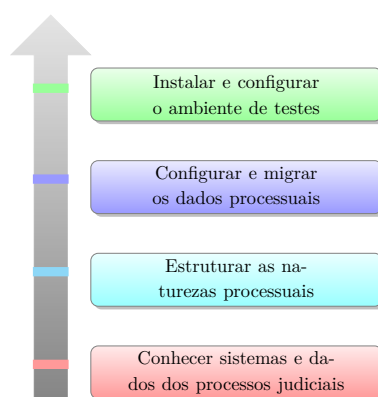 Instalar e configurar
o ambiente de testes
Configurar e migrar
os dados processuais
Estruturar as na-
turezas processuais
Conhecer sistemas e da-
dos dos processos judiciais